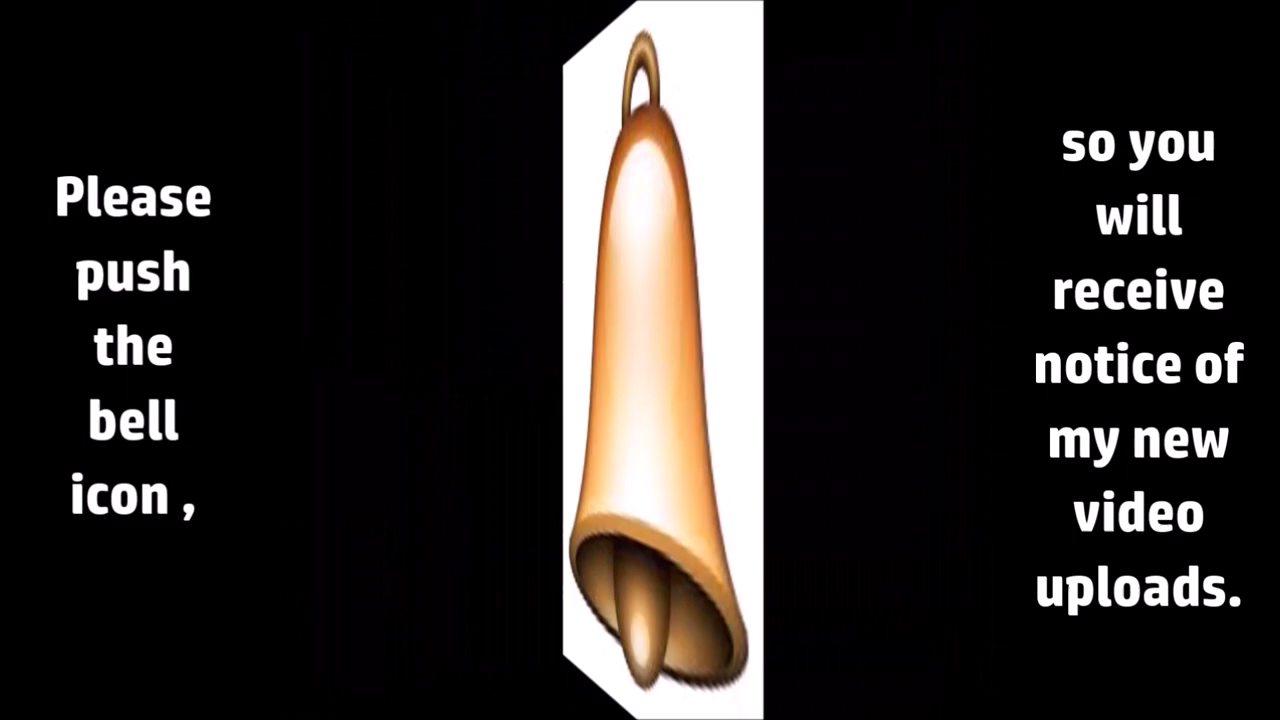 Please
push
the
bell
icon ,
so you
will
receive
notice of
my new
video
uploads.